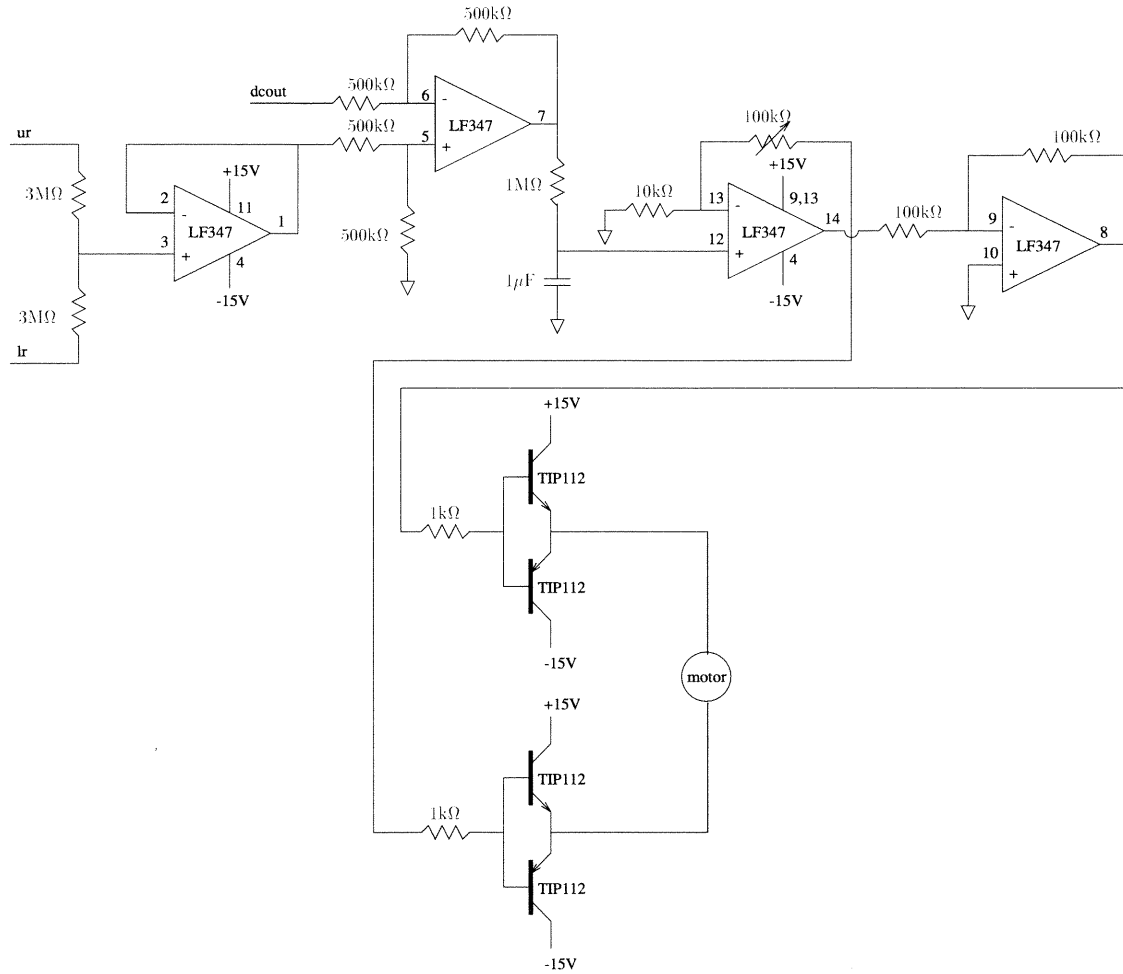 500kΩ
500kΩ
dcout
6
-
LF347
7
500kΩ
5
+
ur
3MΩ
+15V
2
-
11
LF347
1
3
+
4
-15V
500kΩ
3MΩ
lr
1MΩ
1μF
100kΩ
+15V
10kΩ
13
-
9,13
LF347
14
12
+
4
-15V
100kΩ
100kΩ
9
-
LF347
8
10
+
+15V
TIP112
1kΩ
TIP112
-15V
motor
+15V
TIP112
1kΩ
TIP112
-15V